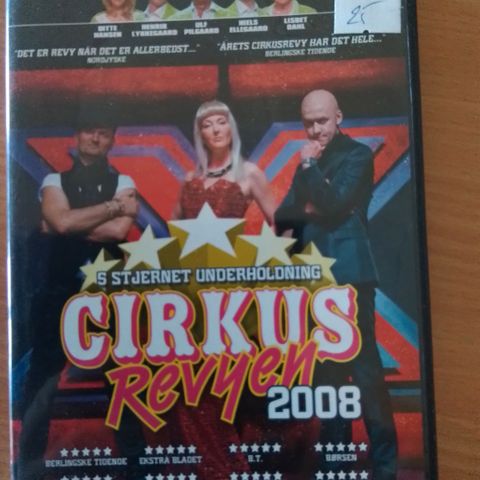 25
DITTE HANSEN
HENRIK LYKKEGAARD
ULF PILGAARD
NIELS ELLEGAARD
LISBET DAHL
"DET ER REVY NÅR DET ER ALLERBEDST..."
NORDJYSKE
"ÅRETS CIRKUSREVY HAR DET HELE..."
BERLINGSKE TIDENDE
5 STJERNET UNDERHOLDNING
CIRKUS
Revyen
2008
★★★★★ ★★★★★ ★★★★★ ★★★★★
BERLINGSKE TIDENDE EKSTRA BLADET B.T. BØRSEN
★★★★★ ★★★★★ ★★★★★ ★★★★★